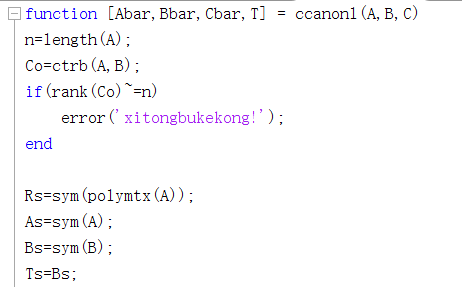 function [Abar,Bbar,Cbar,T] = ccanonl(A,B,C)
n=length(A);
Co=ctrb(A,B);
if(rank(Co)~=n)
error('xitongbukekong!');
end
Rs=sym(polymtx(A));
As=sym(A);
Bs=sym(B);
Ts=Bs;